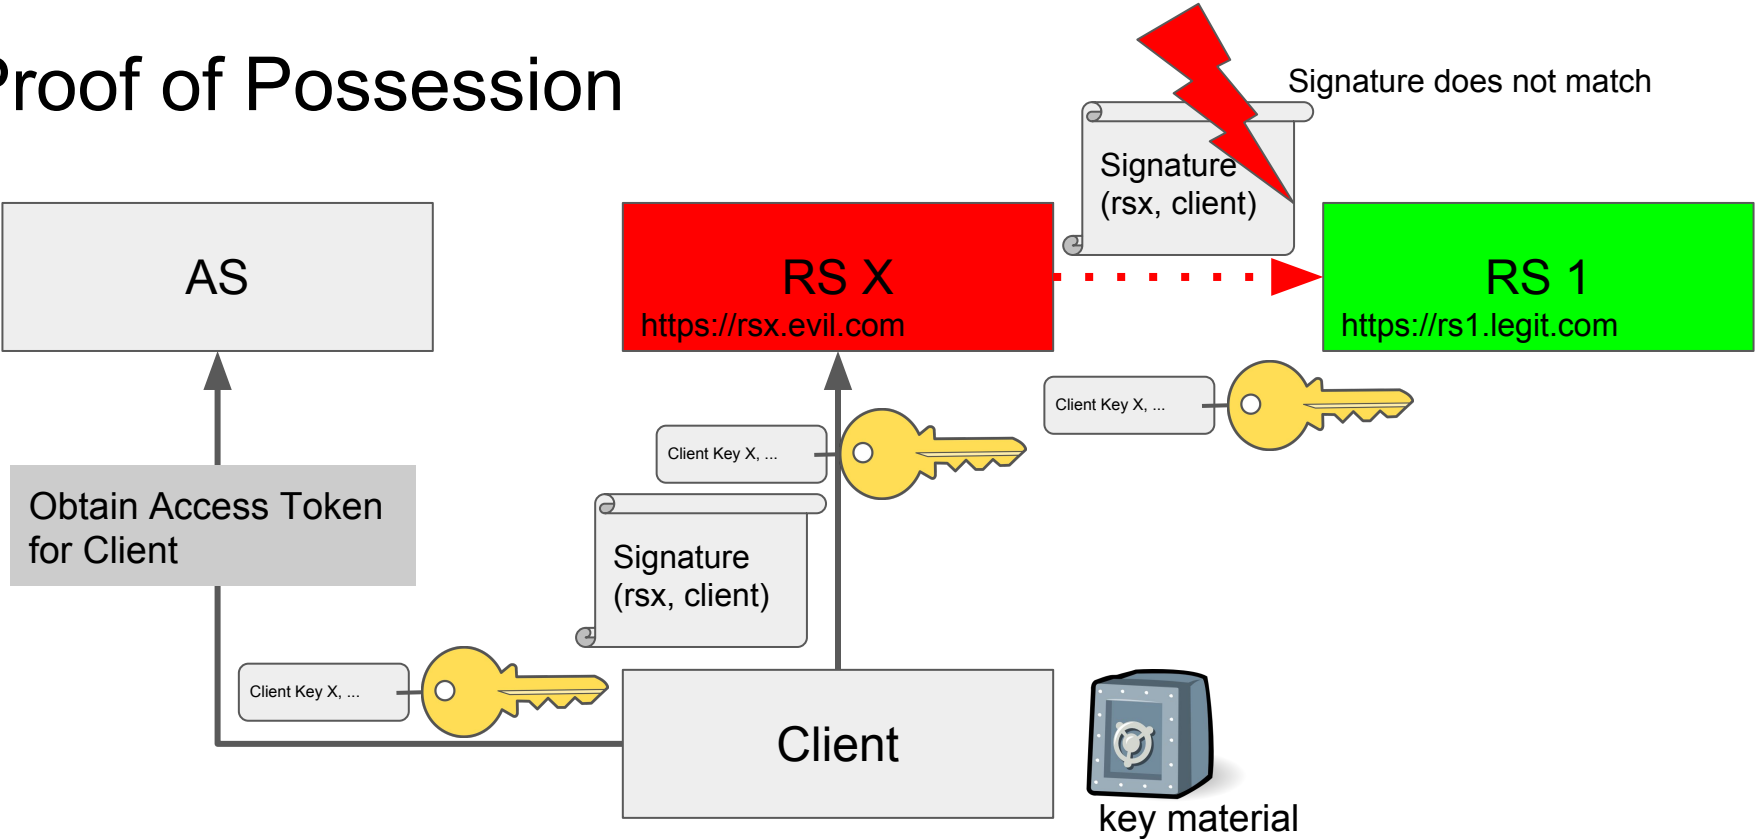 Proof of Possession
Signature does not match
Signature
(rsx, client)
AS
RS X
https://rsx.evil.com
RS 1
https://rs1.legit.com
Client Key X, ...
Client Key X, ...
Obtain Access Token
for Client
Signature
(rsx, client)
Client Key X, ...
Client
key material